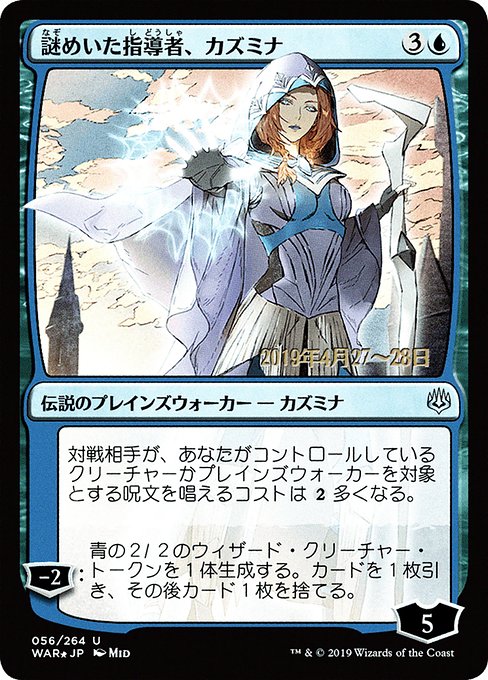 謎めいた指導者、カズミナ 3
なぞ しどうしゃ
2019年4月27~28日
伝説のプレインズウォーカー — カズミナ
対戦相手が、あなたがコントロールしている
クリーチャーかプレインズウォーカーを対象
とする呪文を唱えるコストは 2 多くなる。
-2: 青の2/2のウィザード・クリーチャー・
トークンを1体生成する。カードを1枚引
き、その後カード1枚を捨てる。
5
056/264 U
WAR★JP MID
™ & © 2019 Wizards of the Coast